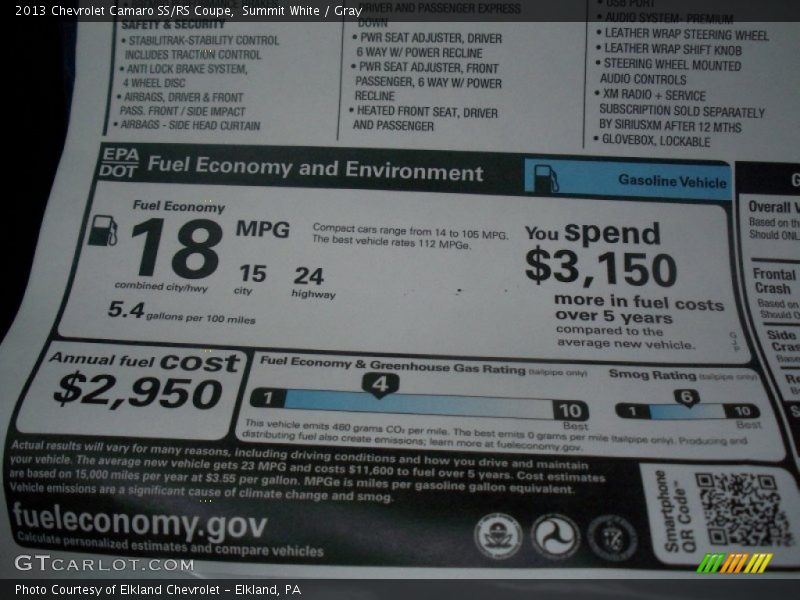 2013 Chevrolet Camaro SS/RS Coupe, Summit White / Gray
SAFETY & SECURITY
• STABILITRAK-STABILITY CONTROL
INCLUDES TRACTION CONTROL
• ANTI LOCK BRAKE SYSTEM,
4 WHEEL DISC
• AIRBAGS, DRIVER & FRONT
PASS. FRONT / SIDE IMPACT
• AIRBAGS - SIDE HEAD CURTAIN
DRIVER AND PASSENGER EXPRESS
DOWN
• PWR SEAT ADJUSTER, DRIVER
6 WAY W/ POWER RECLINE
• PWR SEAT ADJUSTER, FRONT
PASSENGER, 6 WAY W/ POWER
RECLINE
• HEATED FRONT SEAT, DRIVER
AND PASSENGER
• USB PORT
• AUDIO SYSTEM- PREMIUM
• LEATHER WRAP STEERING WHEEL
• LEATHER WRAP SHIFT KNOB
• STEERING WHEEL MOUNTED
AUDIO CONTROLS
• XM RADIO + SERVICE
SUBSCRIPTION SOLD SEPARATELY
BY SIRIUSXM AFTER 12 MTHS
• GLOVEBOX, LOCKABLE
EPA
DOT
Fuel Economy and Environment
Gasoline Vehicle
Fuel Economy
18 MPG
combined city/hwy
15
city
24
highway
5.4 gallons per 100 miles
Compact cars range from 14 to 105 MPG.
The best vehicle rates 112 MPGe.
You spend
$3,150
more in fuel costs
over 5 years
compared to the
average new vehicle.
GJP
Annual fuel cost
$2,950
Fuel Economy & Greenhouse Gas Rating (tailpipe only)
1
4
10
Best
Smog Rating (tailpipe only)
1
6
10
Best
This vehicle emits 480 grams CO₂ per mile. The best emits 0 grams per mile (tailpipe only). Producing and
distributing fuel also create emissions; learn more at fueleconomy.gov.
Actual results will vary for many reasons, including driving conditions and how you drive and maintain
your vehicle. The average new vehicle gets 23 MPG and costs $11,600 to fuel over 5 years. Cost estimates
are based on 15,000 miles per year at $3.55 per gallon. MPGe is miles per gasoline gallon equivalent.
Vehicle emissions are a significant cause of climate change and smog.
fueleconomy.gov
Calculate personalized estimates and compare vehicles
Smartphone
QR Code™
G
Overall V
Based on th
Should ONL
Frontal
Crash
Based on
Should O
Side
Cras
Base
GTCARLOT.COM
Photo Courtesy of Elkland Chevrolet - Elkland, PA